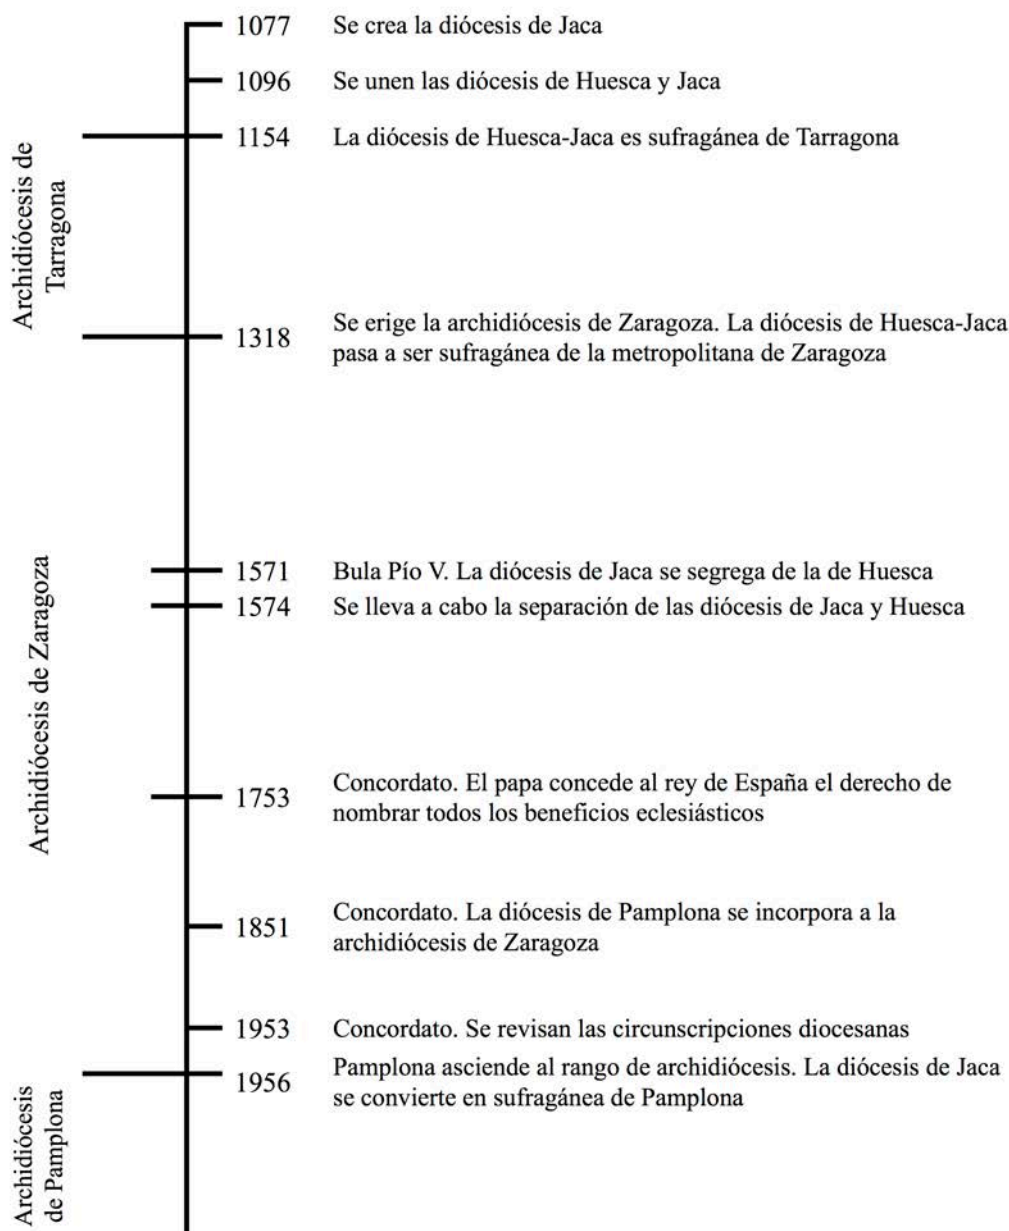 1077 Se crea la diócesis de Jaca
1096 Se unen las diócesis de Huesca y Jaca
1154 La diócesis de Huesca-Jaca es sufragánea de Tarragona
Archidiócesis de
Tarragona
1318 Se erige la archidiócesis de Zaragoza. La diócesis de Huesca-Jaca
pasa a ser sufragánea de la metropolitana de Zaragoza
Archidiócesis de Zaragoza
1571 Bula Pío V. La diócesis de Jaca se segrega de la de Huesca
1574 Se lleva a cabo la separación de las diócesis de Jaca y Huesca
1753 Concordato. El papa concede al rey de España el derecho de
nombrar todos los beneficios eclesiásticos
1851 Concordato. La diócesis de Pamplona se incorpora a la
archidiócesis de Zaragoza
1953 Concordato. Se revisan las circunscripciones diocesanas
1956 Pamplona asciende al rango de archidiócesis. La diócesis de Jaca
se convierte en sufragánea de Pamplona
Archidiócesis
de Pamplona